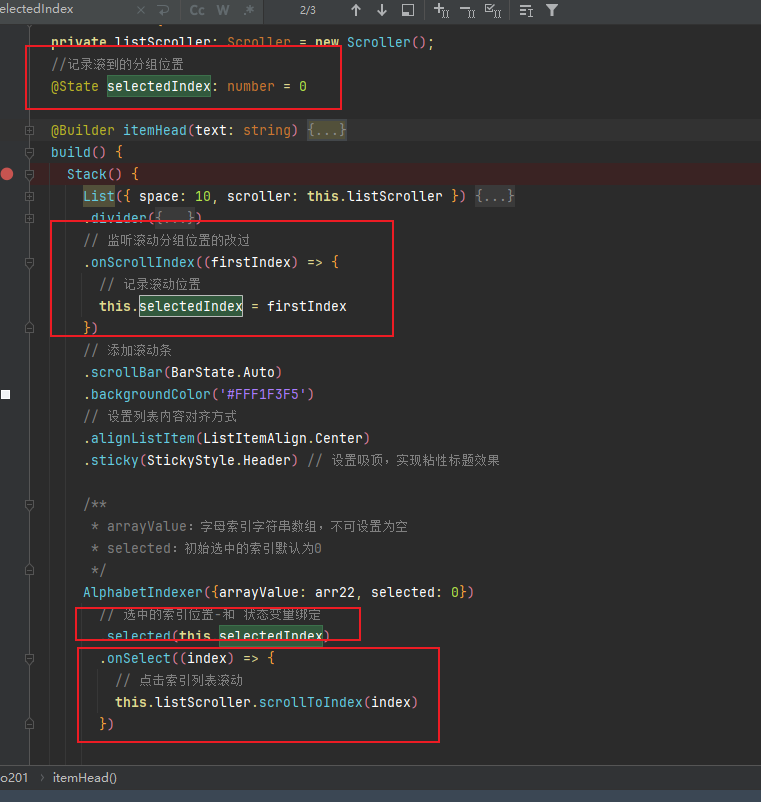 electedIndex Cc W .* 2/3
private listScroller: Scroller = new Scroller();
//记录滚到的分组位置
@State selectedIndex: number = 0
@Builder itemHead(text: string) {...}
build() {
Stack() {
List({ space: 10, scroller: this.listScroller }) {...}
.divider({...})
// 监听滚动分组位置的改过
.onScrollIndex((firstIndex) => {
// 记录滚动位置
this.selectedIndex = firstIndex
})
// 添加滚动条
.scrollBar(BarState.Auto)
.backgroundColor('#FFF1F3F5')
// 设置列表内容对齐方式
.alignListItem(ListItemAlign.Center)
.sticky(StickyStyle.Header) // 设置吸顶，实现粘性标题效果
/**
* arrayValue：字母索引字符串数组，不可设置为空
* selected：初始选中的索引默认为0
*/
AlphabetIndexer({arrayValue: arr22, selected: 0})
// 选中的索引位置-和 状态变量绑定
.selected(this.selectedIndex)
.onSelect((index) => {
// 点击索引列表滚动
this.listScroller.scrollToIndex(index)
})
o201 › itemHead()